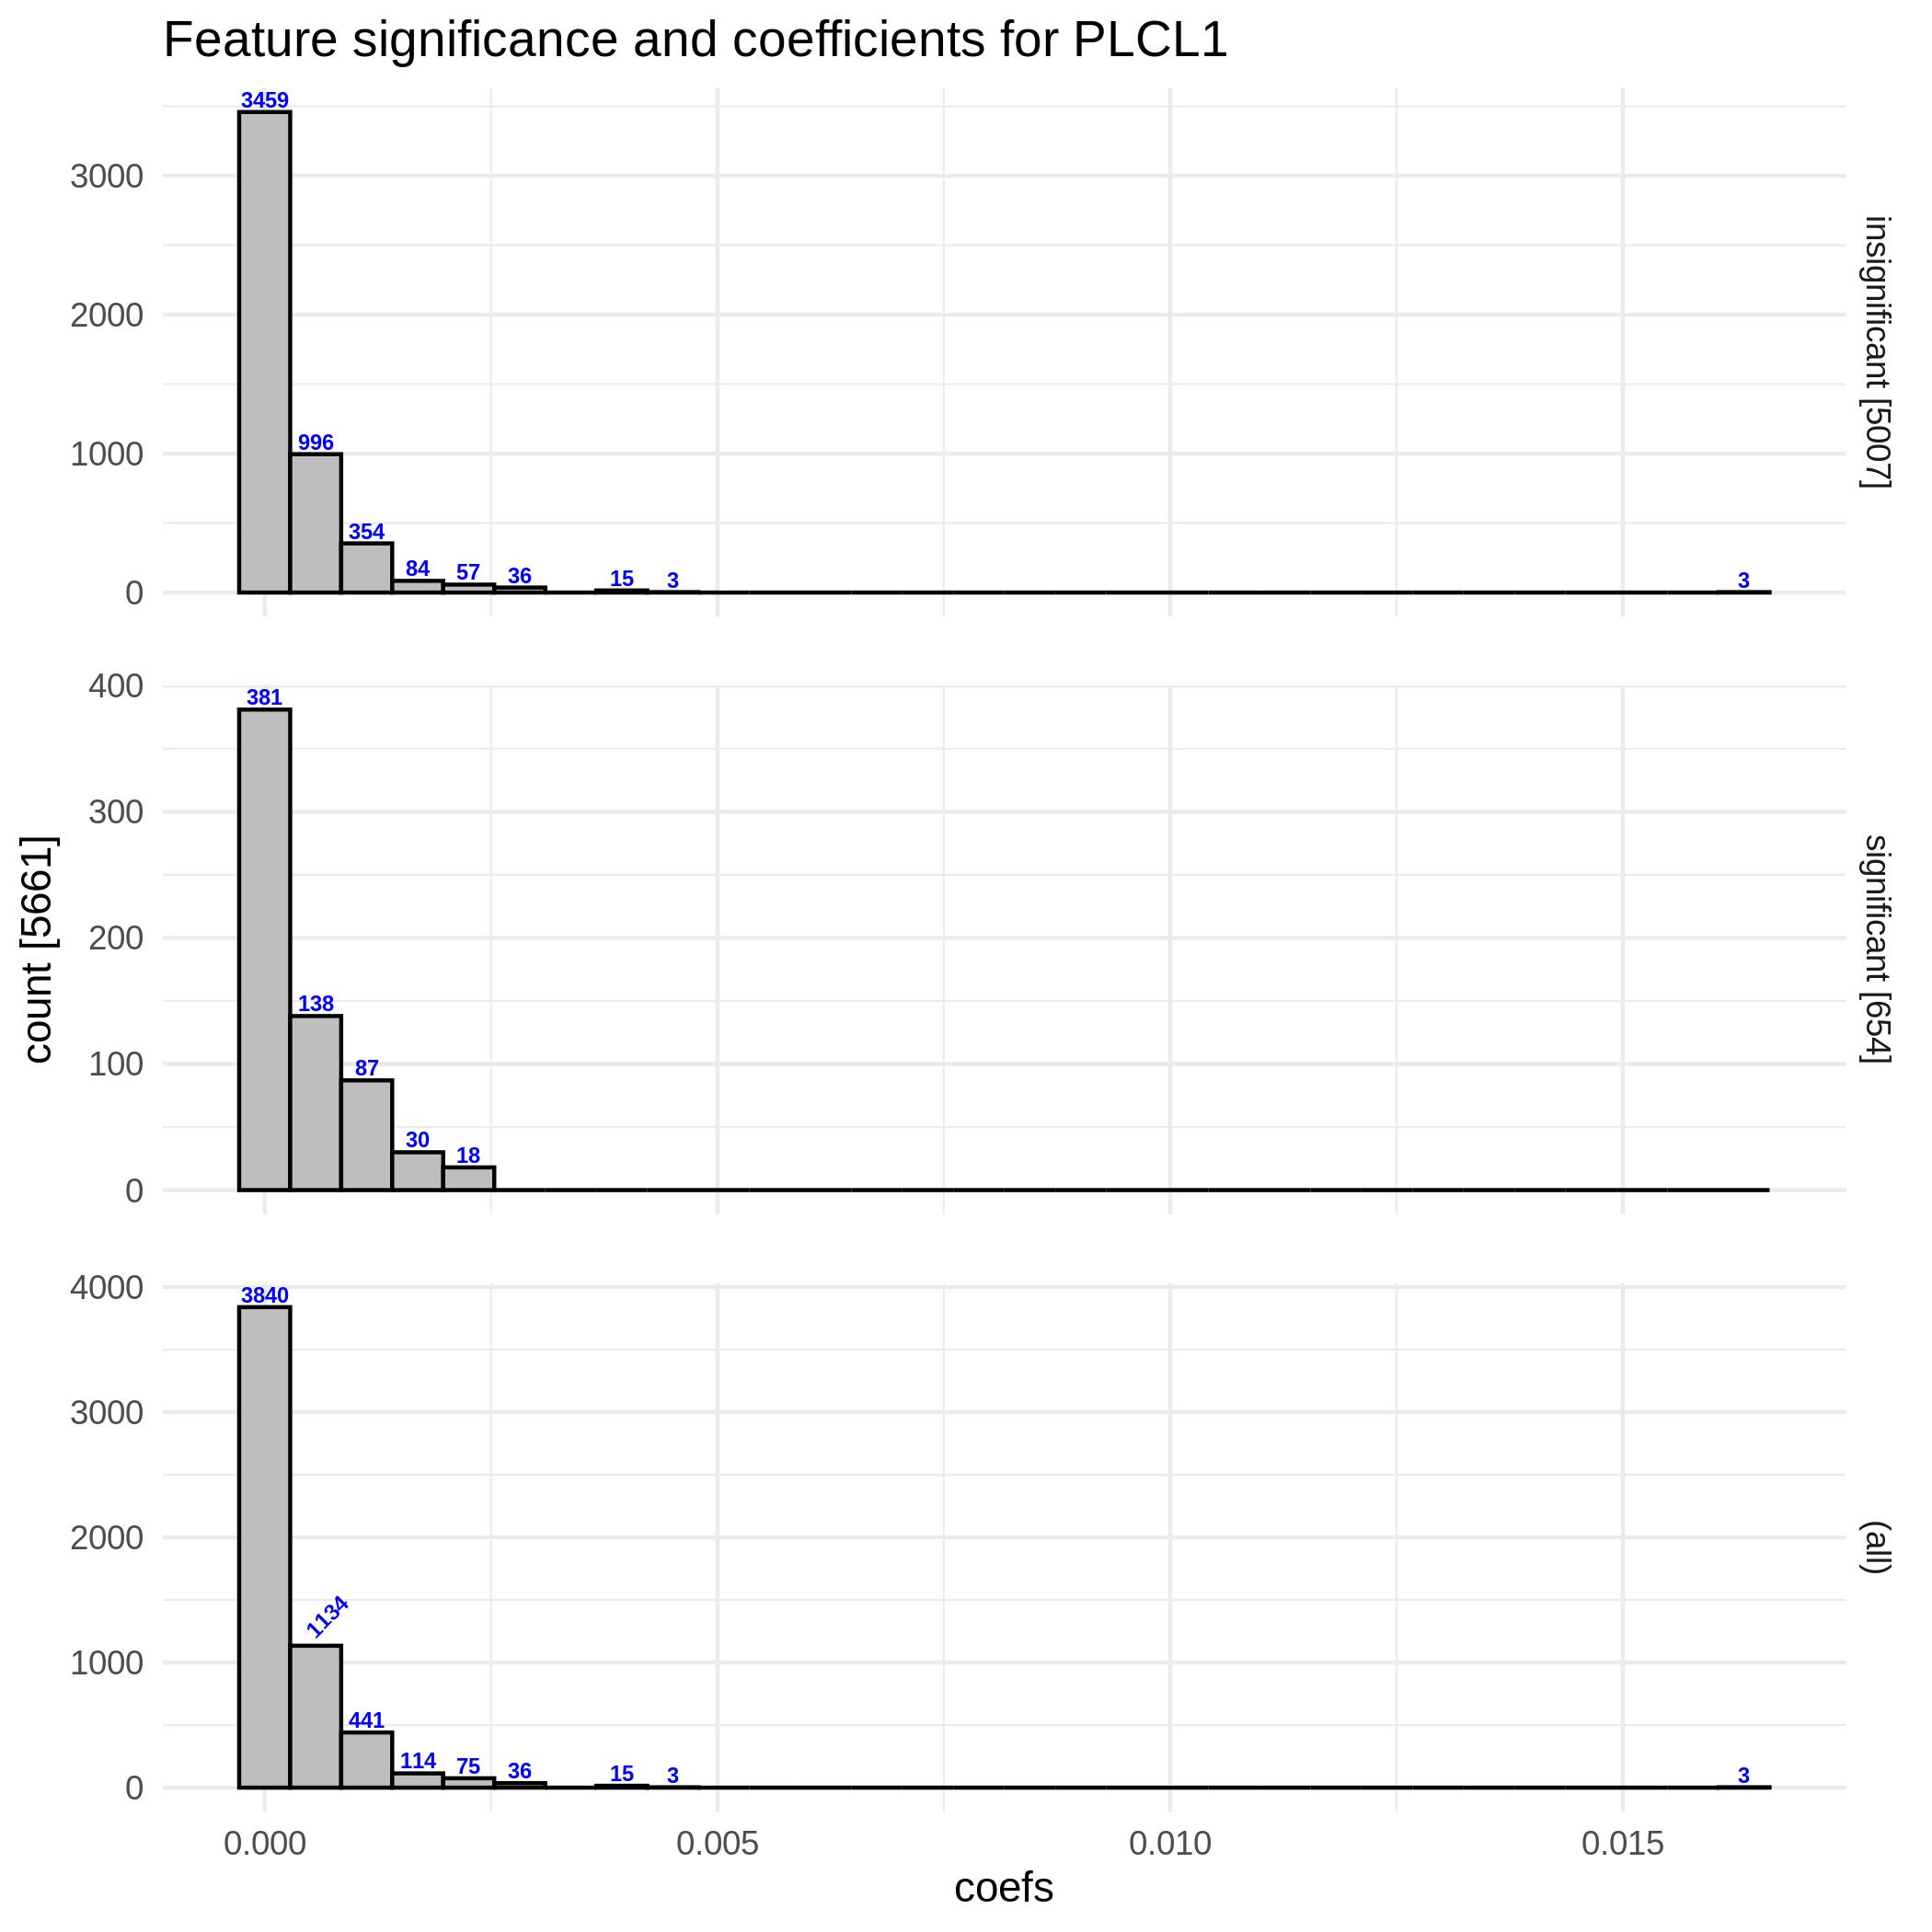 Feature significance and coefficients for PLCL1
3459
3000
2000
996
1000
354
84 57 36 15 3 3
0
insignificant [5007]
400
381
300
200
138
100
87
30
18
0
significant [654]
count [5661]
4000
3840
3000
2000
1134
1000
441
114 75 36 15 3 3
0
(all)
0.000 0.005 0.010 0.015
coefs